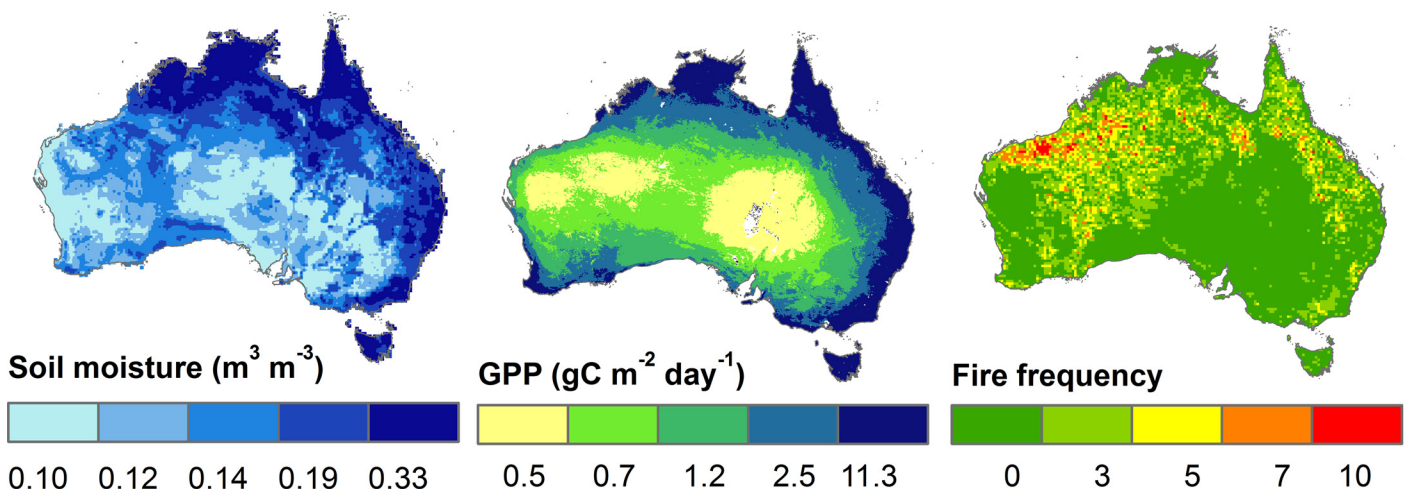 Soil moisture (m³ m⁻³)
0.10 0.12 0.14 0.19 0.33
GPP (gC m⁻² day⁻¹)
0.5 0.7 1.2 2.5 11.3
Fire frequency
0 3 5 7 10